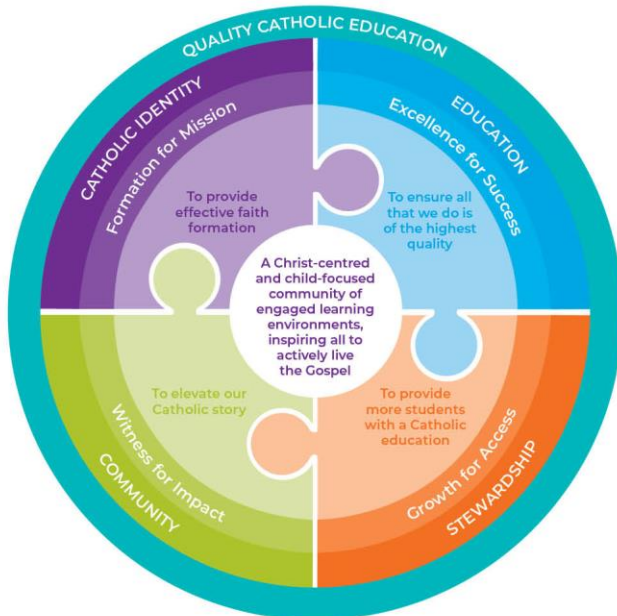 QUALITY CATHOLIC EDUCATION
CATHOLIC IDENTITY
Formation for Mission
To provide
effective faith
formation
EDUCATION
Excellence for Success
To ensure all
that we do is
of the highest
quality
A Christ-centred
and child-focused
community of
engaged learning
environments,
inspiring all to
actively live
the Gospel
To elevate our
Catholic story
Witness for Impact
COMMUNITY
To provide
more students
with a Catholic
education
Growth for Access
STEWARDSHIP